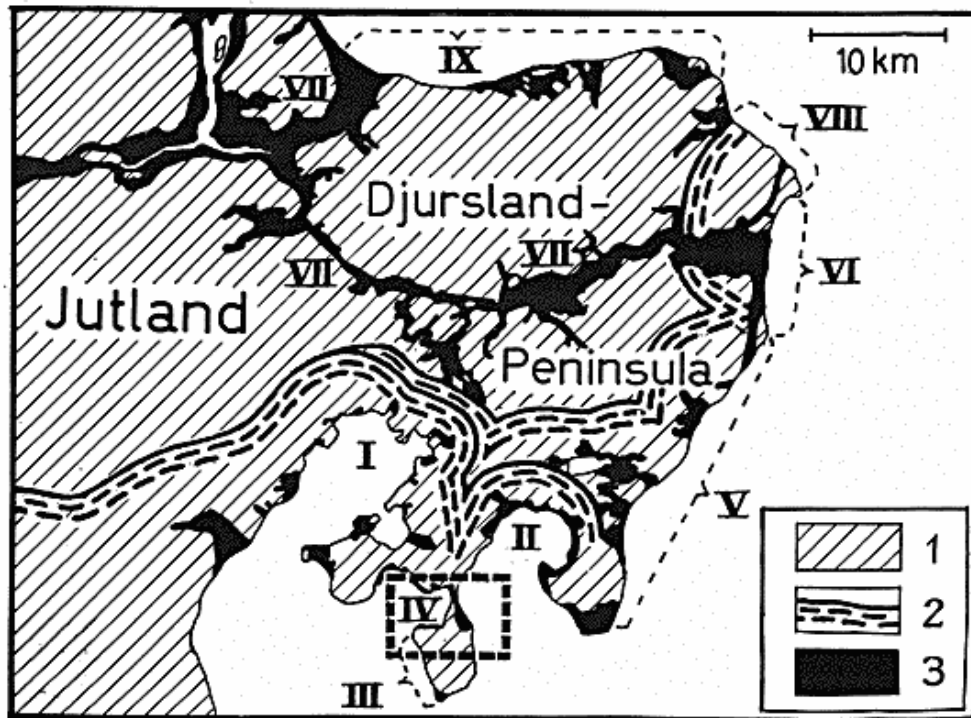 IX
10 km
VII
VIII
Djursland-
VII
VII
VI
Jutland
Peninsula
I
V
II
1
IV
2
III
3